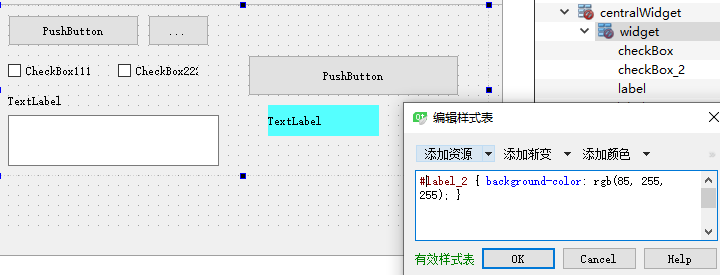 PushButton
...
CheckBox111
CheckBox222
PushButton
TextLabel
TextLabel
centralWidget
widget
checkBox
checkBox_2
label
编辑样式表
添加资源
添加渐变
添加颜色
»
#label_2 { background-color: rgb(85, 255,
255); }
有效样式表
OK
Cancel
Help